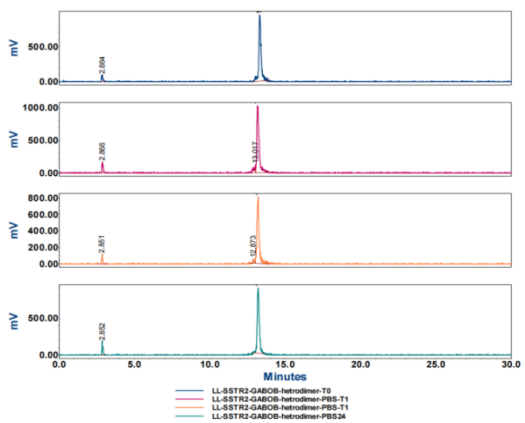 mV
500.00
0.00
2.864
mV
1000.00
500.00
0.00
2.866
13.017
mV
800.00
600.00
400.00
200.00
0.00
2.851
12.873
mV
500.00
0.00
2.852
0.0 5.0 10.0 15.0 20.0 25.0 30.0
Minutes
LL-SSTR2-GABOB-hetrodimer-T0
LL-SSTR2-GABOB-hetrodimer-PBS-T1
LL-SSTR2-GABOB-hetrodimer-PBS-T1
LL-SSTR2-GABOB-hetrodimer-PBS24